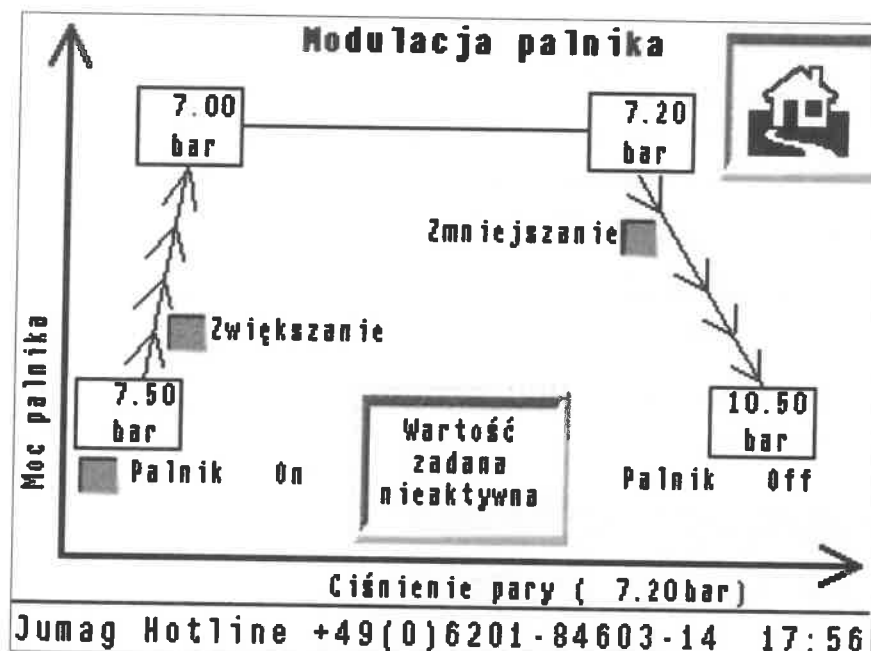 Modulacja palnika
7.00
bar
7.20
bar
Zmniejszanie
Zwiększanie
Moc palnika
7.50
bar
10.50
bar
Wartość
zadana
nieaktywna
Palnik On
Palnik Off
Ciśnienie pary ( 7.20bar)
Jumag Hotline +49(0)6201-84603-14 17:56